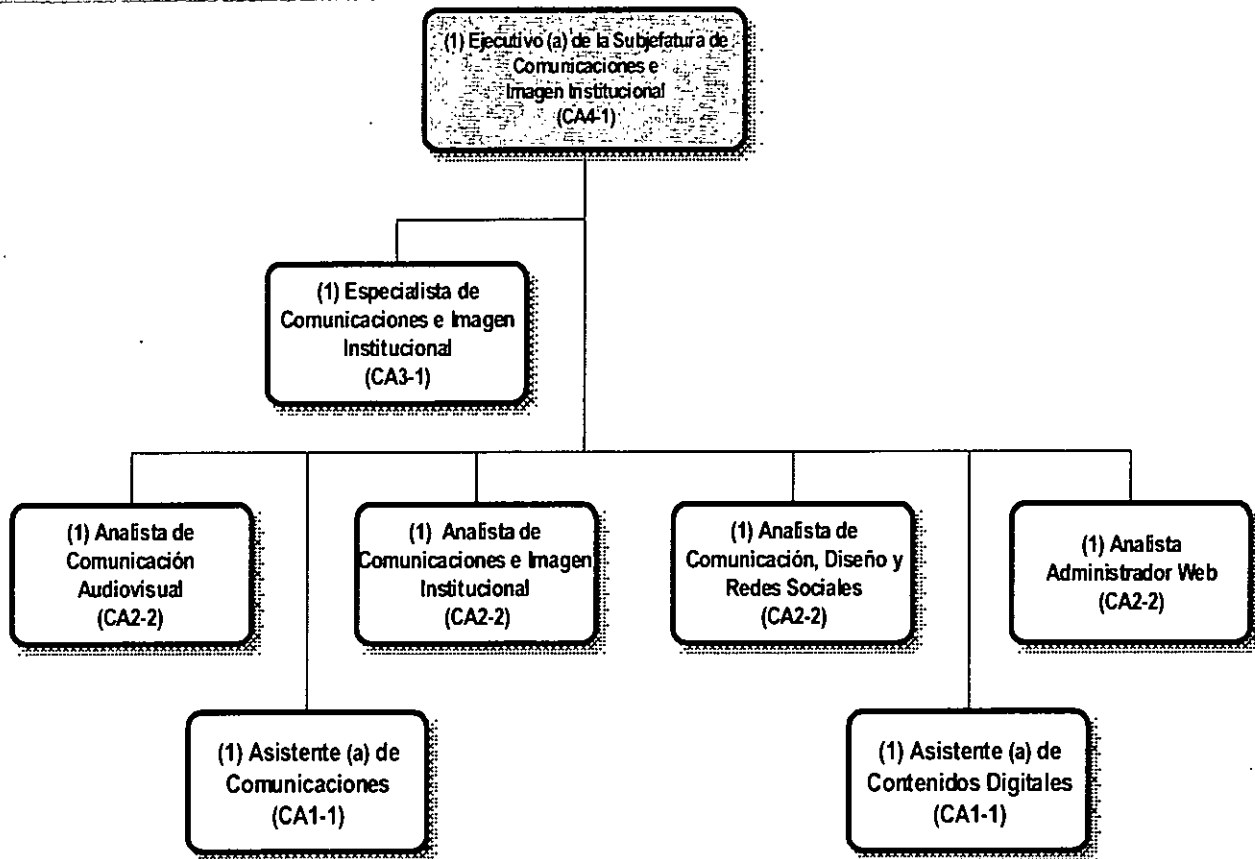 (1) Ejecutivo (a) de la Subjefatura de
Comunicaciones e
Imagen Institucional
(CA4-1)
(1) Especialista de
Comunicaciones e Imagen
Institucional
(CA3-1)
(1) Analista de
Comunicación
Audiovisual
(CA2-2)
(1) Analista de
Comunicaciones e Imagen
Institucional
(CA2-2)
(1) Analista de
Comunicación, Diseño y
Redes Sociales
(CA2-2)
(1) Analista
Administrador Web
(CA2-2)
(1) Asistente (a) de
Comunicaciones
(CA1-1)
(1) Asistente (a) de
Contenidos Digitales
(CA1-1)